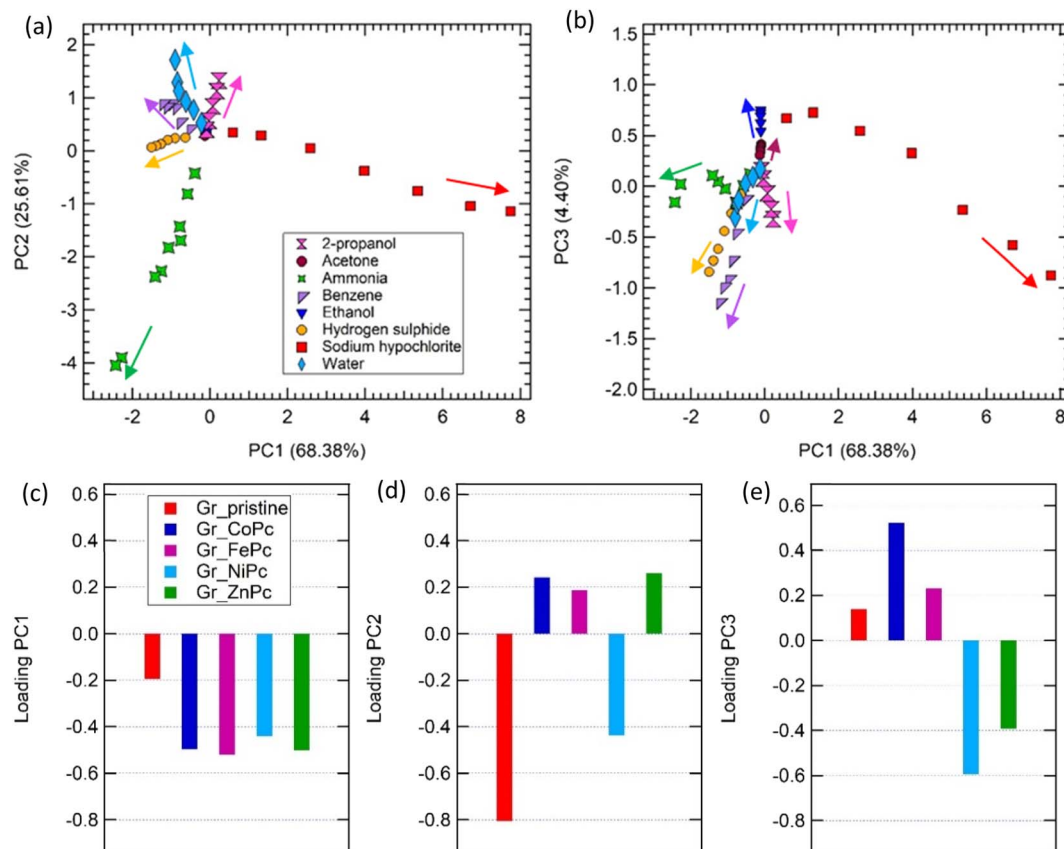 (a)
2
1
0
-1
-2
-3
-4
PC2 (25.61%)
-2
0
2
4
6
8
PC1 (68.38%)
2-propanol
Acetone
Ammonia
Benzene
Ethanol
Hydrogen sulphide
Sodium hypochlorite
Water
(b)
1.5
1.0
0.5
0.0
-0.5
-1.0
-1.5
-2.0
PC3 (4.40%)
-2
0
2
4
6
8
PC1 (68.38%)
(c)
0.6
0.4
0.2
0.0
-0.2
-0.4
-0.6
-0.8
Loading PC1
Gr_pristine
Gr_CoPc
Gr_FePc
Gr_NiPc
Gr_ZnPc
(d)
0.6
0.4
0.2
0.0
-0.2
-0.4
-0.6
-0.8
Loading PC2
(e)
0.6
0.4
0.2
0.0
-0.2
-0.4
-0.6
-0.8
Loading PC3